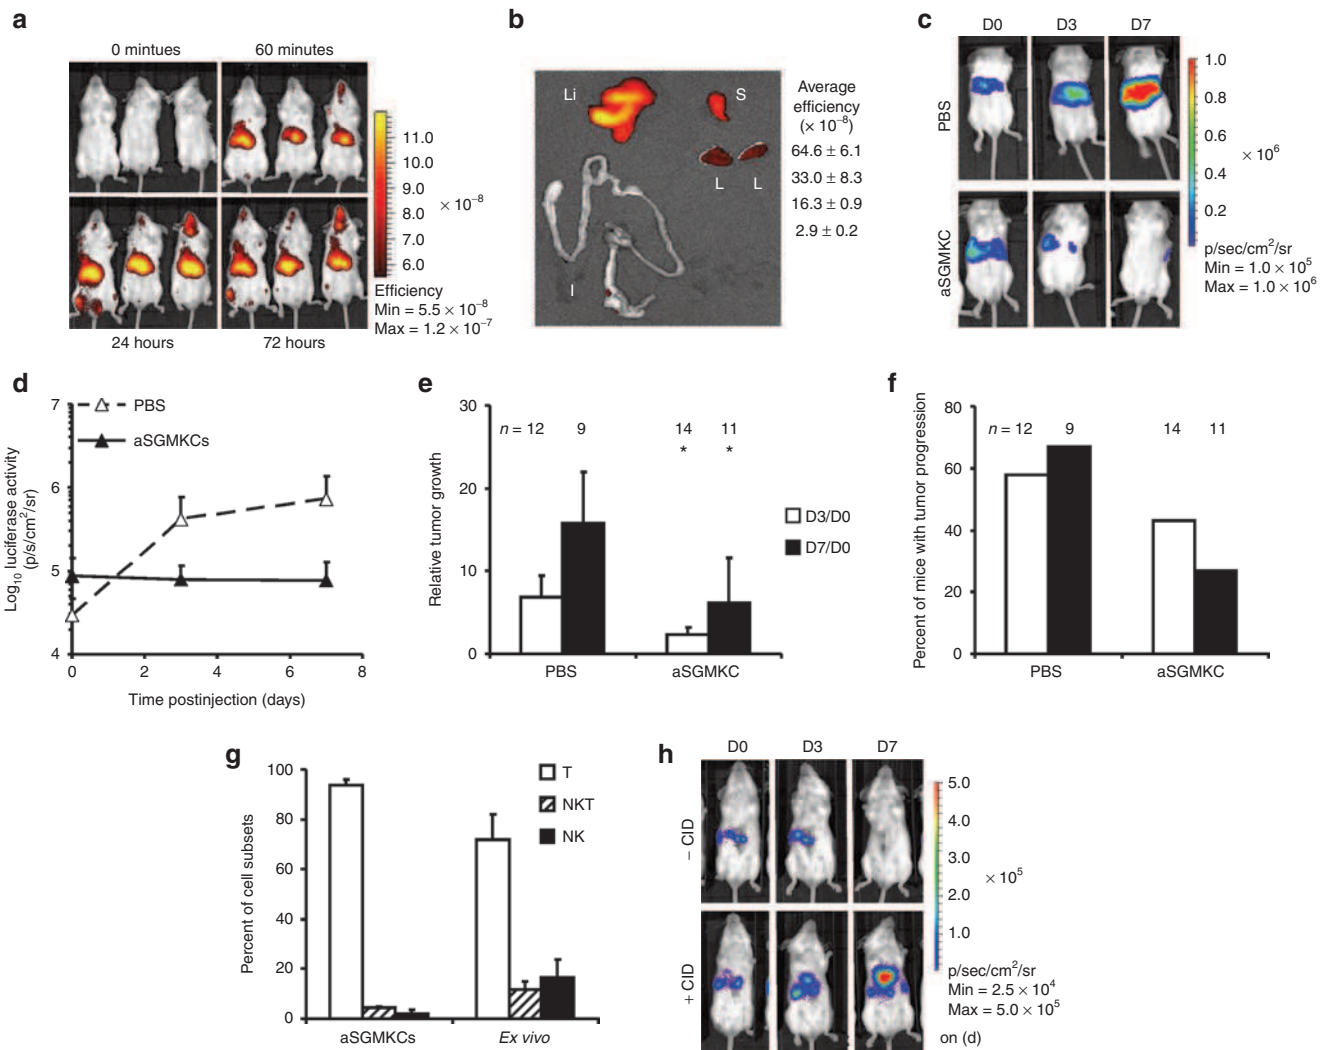 a
0 mintues
60 minutes
11.0
10.0
9.0
8.0
7.0
6.0
× 10⁻⁸
Efficiency
Min = 5.5 × 10⁻⁸
Max = 1.2 × 10⁻⁷
24 hours
72 hours
b
Li
S
L
L
I
Average
efficiency
(× 10⁻⁸)
64.6 ± 6.1
33.0 ± 8.3
16.3 ± 0.9
2.9 ± 0.2
c
D0
D3
D7
PBS
aSGMKC
1.0
0.8
0.6
0.4
0.2
× 10⁶
p/sec/cm²/sr
Min = 1.0 × 10⁵
Max = 1.0 × 10⁶
d
PBS
aSGMKCs
Log₁₀ luciferase activity
(p/s/cm²/sr)
7
6
5
4
0
2
4
6
8
Time postinjection (days)
e
Relative tumor growth
30
20
10
0
n = 12
9
14
11
*
*
D3/D0
D7/D0
PBS
aSGMKC
f
Percent of mice with tumor progression
80
60
40
20
0
n = 12
9
14
11
PBS
aSGMKC
g
Percent of cell subsets
100
80
60
40
20
0
T
NKT
NK
aSGMKCs
Ex vivo
h
D0
D3
D7
− CID
+ CID
5.0
4.0
3.0
2.0
1.0
× 10⁵
p/sec/cm²/sr
Min = 2.5 × 10⁴
Max = 5.0 × 10⁵
on (d)